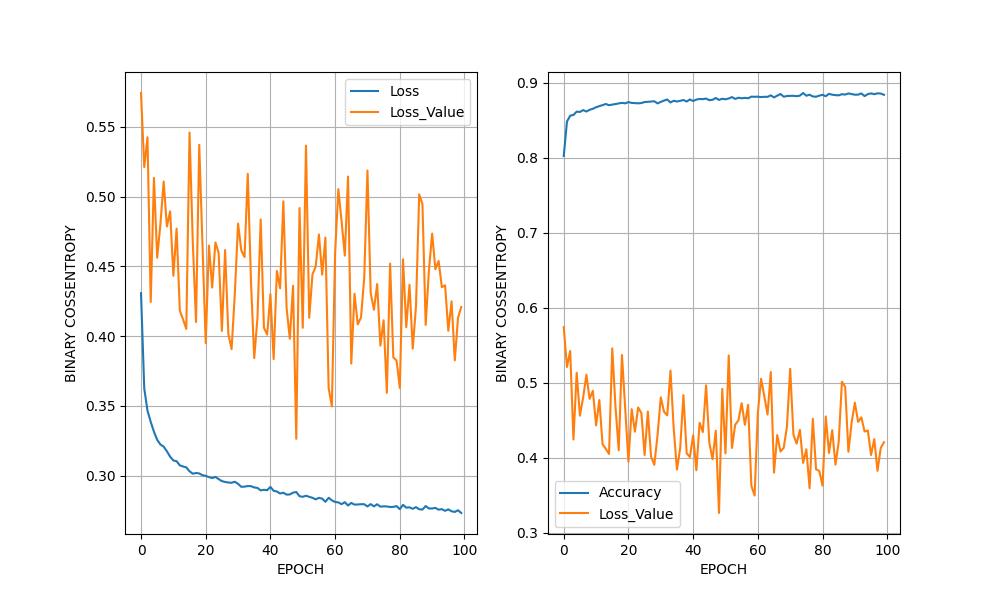 Loss
Loss_Value
0.55
0.50
0.45
0.40
0.35
0.30
BINARY COSSENTROPY
0 20 40 60 80 100
EPOCH
0.9
0.8
0.7
0.6
0.5
0.4
0.3
BINARY COSSENTROPY
Accuracy
Loss_Value
0 20 40 60 80 100
EPOCH